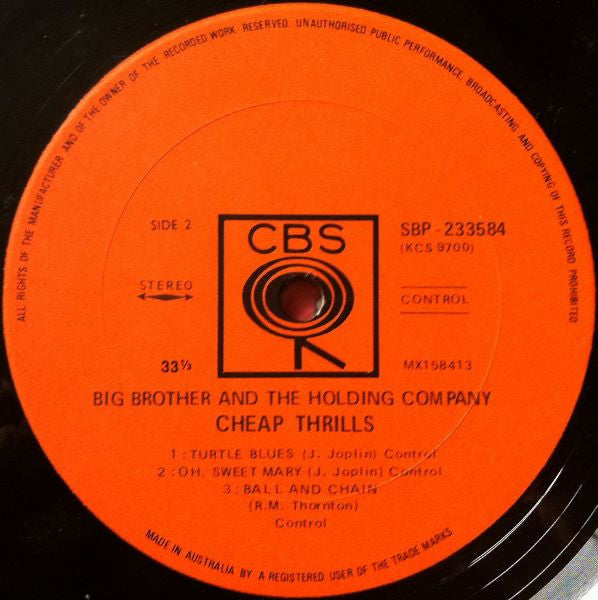 ALL RIGHTS OF THE MANUFACTURER AND OF THE OWNER OF THE RECORDED WORK RESERVED. UNAUTHORISED PUBLIC PERFORMANCE, BROADCASTING AND COPYING OF THIS RECORD PROHIBITED
SIDE 2
CBS
SBP - 233584
(KCS 9700)
STEREO
CONTROL
33⅓
MX158413
BIG BROTHER AND THE HOLDING COMPANY
CHEAP THRILLS
1 : TURTLE BLUES (J. Joplin) Control
2 : OH, SWEET MARY (J. Joplin) Control
3 : BALL AND CHAIN
(R.M. Thornton)
Control
MADE IN AUSTRALIA BY A REGISTERED USER OF THE TRADE MARKS